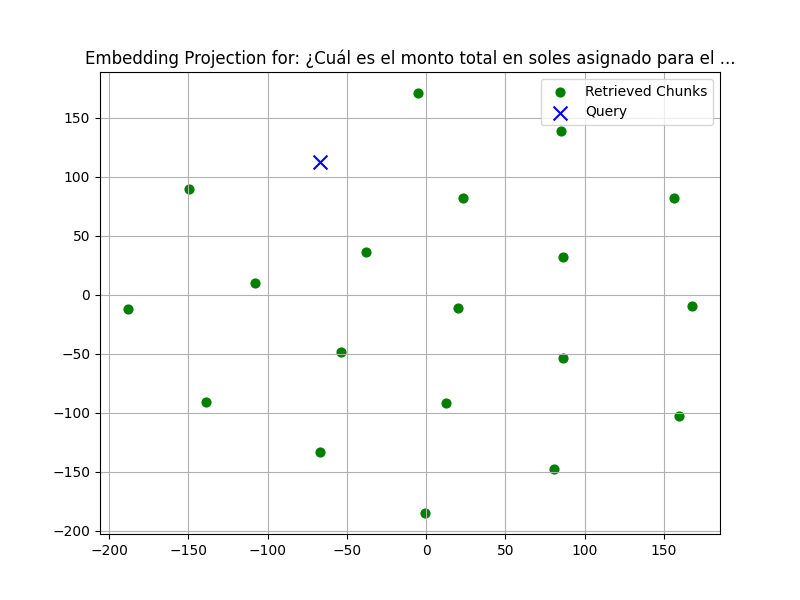 Embedding Projection for: ¿Cuál es el monto total en soles asignado para el ...
Retrieved Chunks
Query
150
100
50
0
−50
−100
−150
−200
−200 −150 −100 −50 0 50 100 150